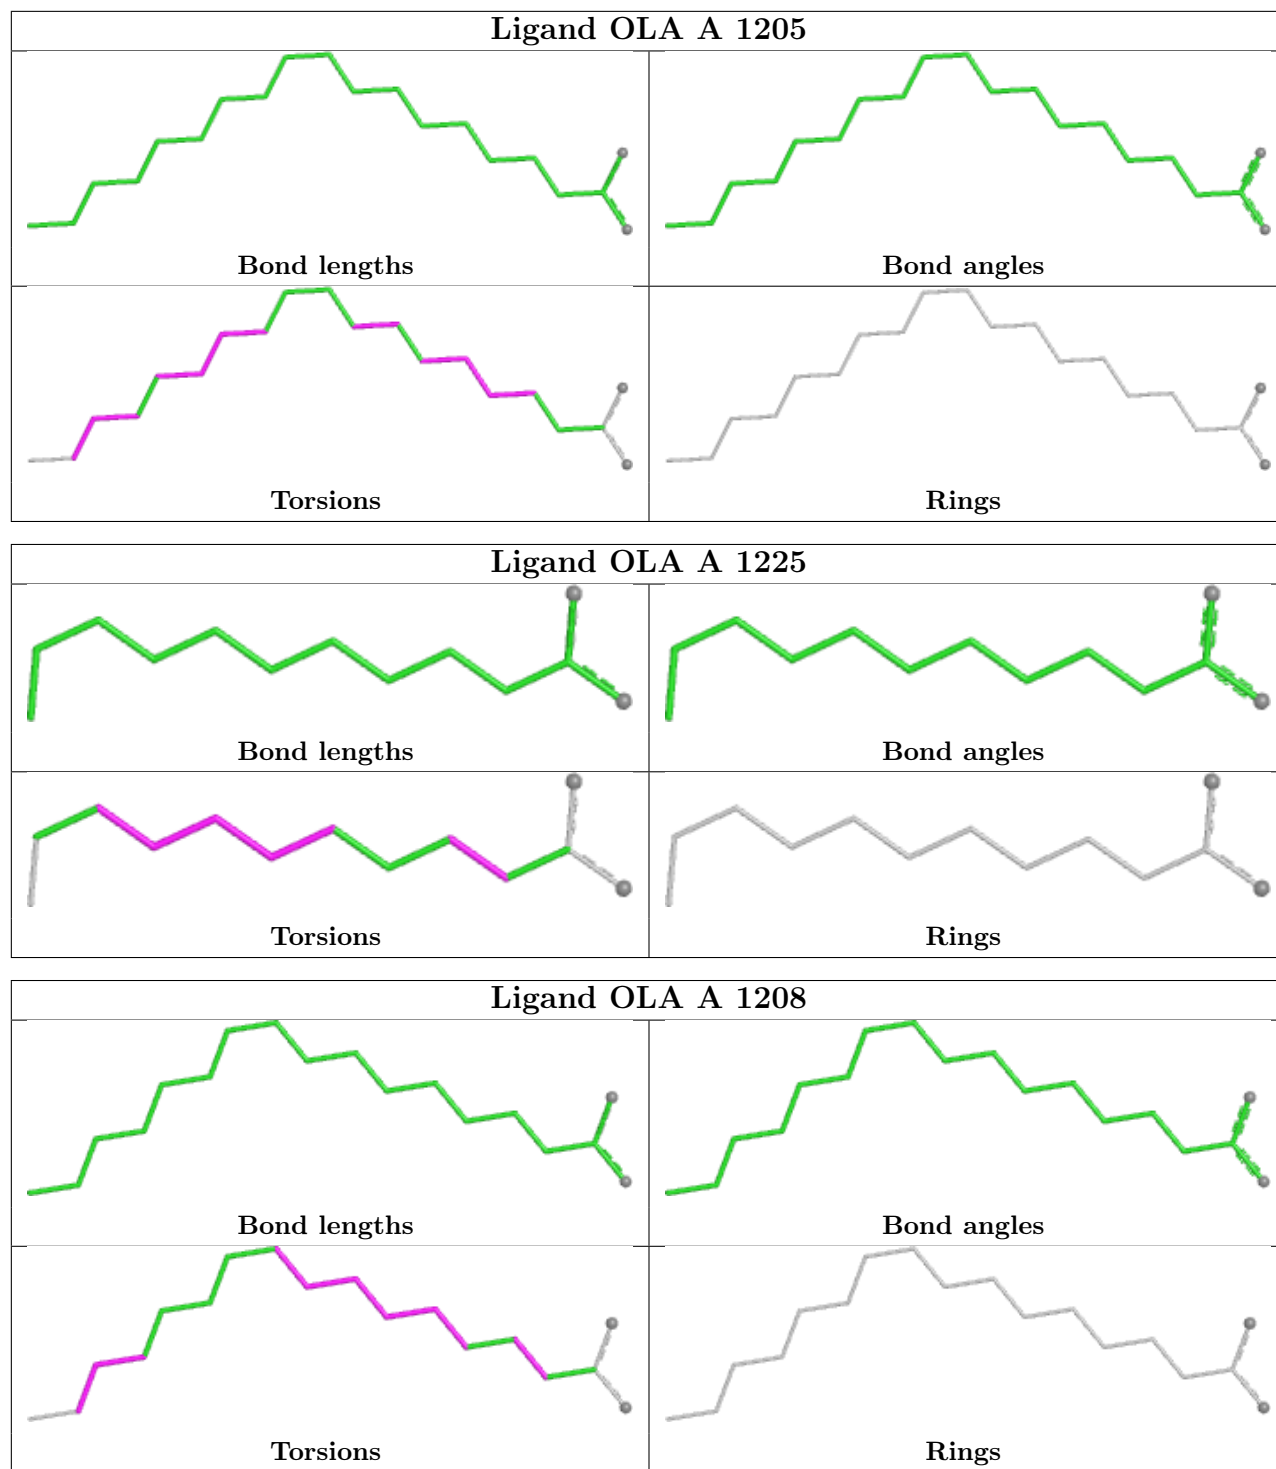 Ligand OLA A 1205
Bond lengths
Bond angles
Torsions
Rings
Ligand OLA A 1225
Bond lengths
Bond angles
Torsions
Rings
Ligand OLA A 1208
Bond lengths
Bond angles
Torsions
Rings